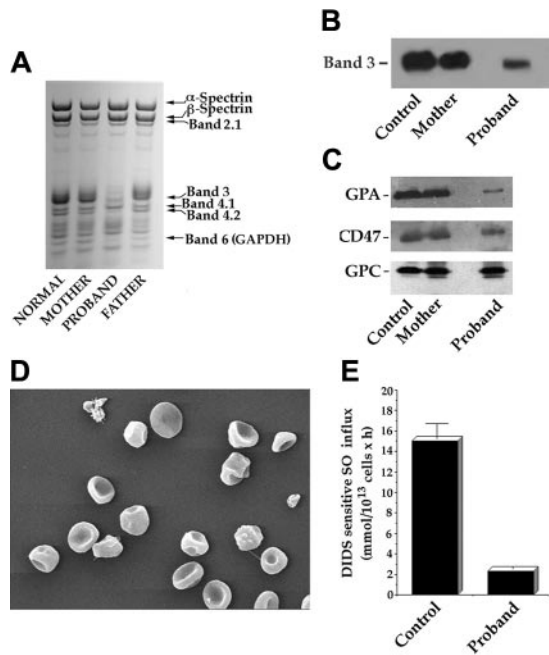 A
α-Spectrin
β-Spectrin
Band 2.1
Band 3
Band 4.1
Band 4.2
Band 6 (GAPDH)
NORMAL
MOTHER
PROBAND
FATHER
B
Band 3 –
Control
Mother
Proband
C
GPA -
CD47 -
GPC -
Control
Mother
Proband
D
E
DIDS sensitive SO influx
(mmol/10¹³ cells x h)
20
18
16
14
12
10
8
6
4
2
0
Control
Proband